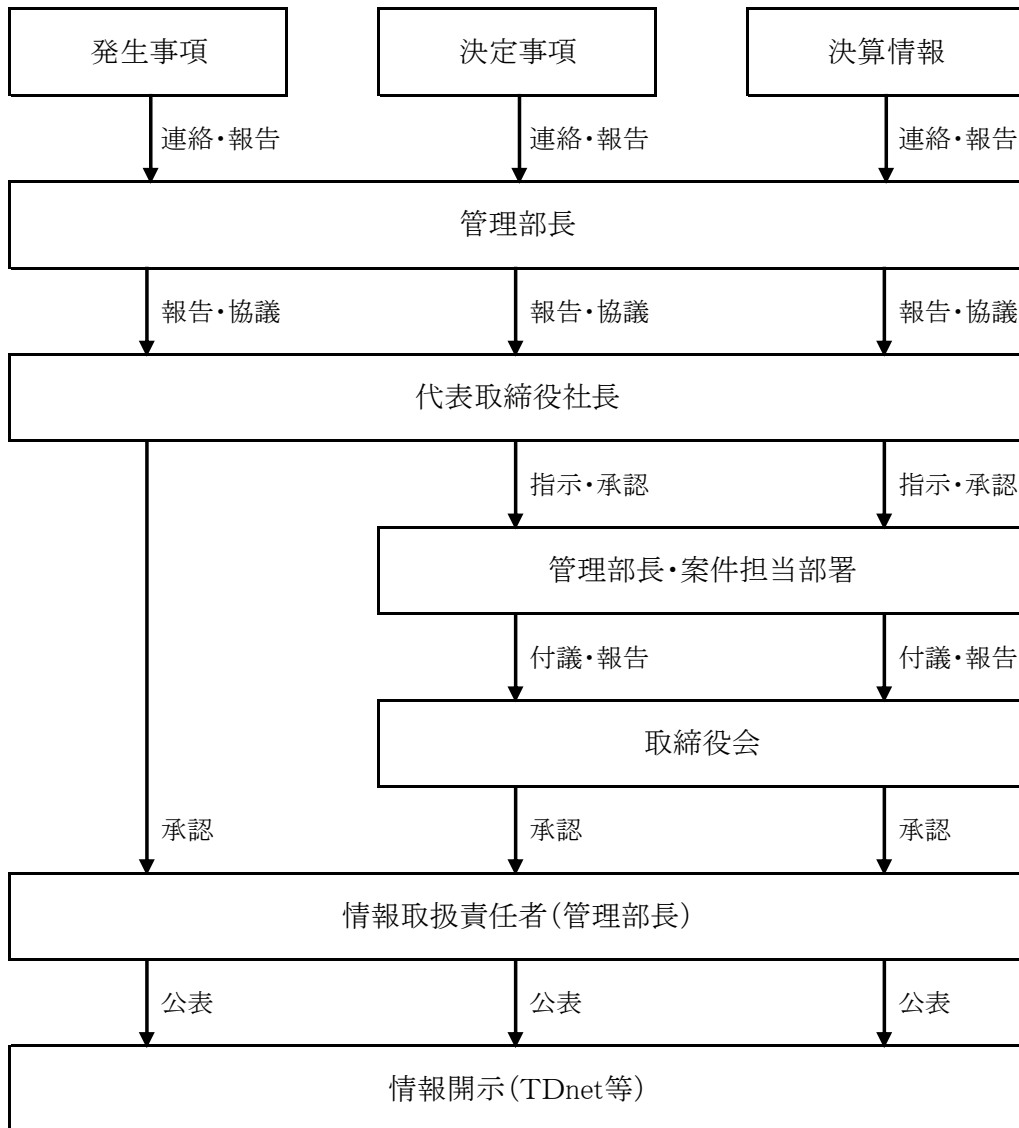 発生事項 決定事項 決算情報
連絡・報告 連絡・報告 連絡・報告
管理部長
報告・協議 報告・協議 報告・協議
代表取締役社長
指示・承認 指示・承認
管理部長・案件担当部署
付議・報告 付議・報告
取締役会
承認 承認 承認
情報取扱責任者(管理部長)
公表 公表 公表
情報開示(TDnet等)